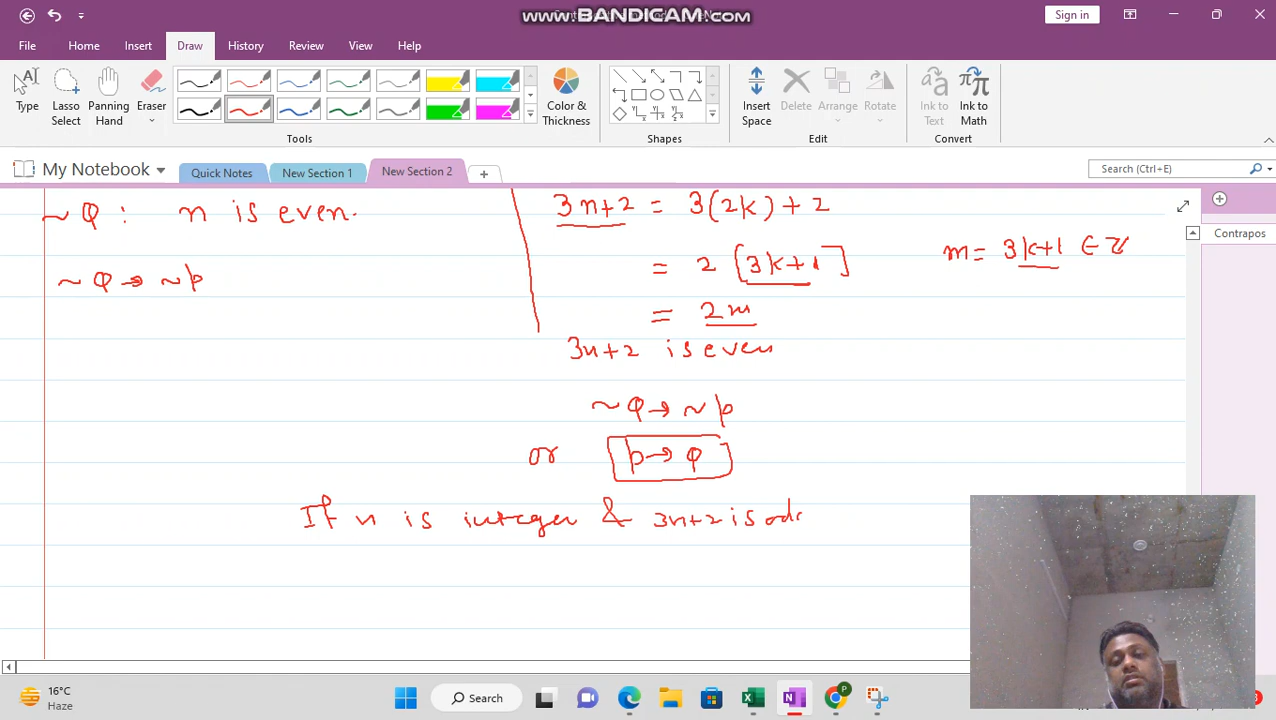 www.BANDICAM.com
Sign in
File Home Insert Draw History Review View Help
Type
Lasso Select
Panning Hand
Eraser
Color & Thickness
Insert Space
Delete
Arrange
Rotate
Ink to Text
Ink to Math
Tools
Shapes
Edit
Convert
My Notebook
Quick Notes
New Section 1
New Section 2
Search (Ctrl+E)
Contrapos
~ Q : n is even.
~ Q → ~ p
3n+2 = 3(2k) + 2
= 2 [3k+1]
= 2m
m = 3k+1 ∈ Z
3n+2 is even
~ Q → ~ p
or p → Q
If n is integer & 3n+2 is odd
16°C
Haze
Search